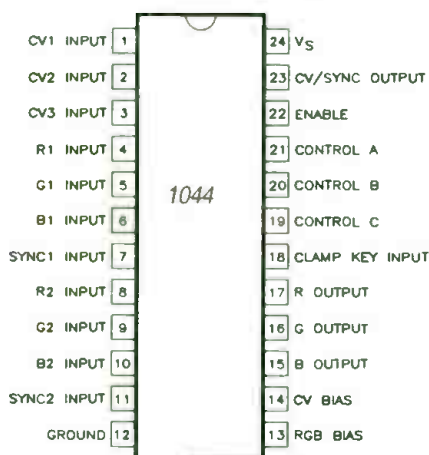 CV1 INPUT 1 24 VS
CV2 INPUT 2 23 CV/SYNC OUTPUT
CV3 INPUT 3 22 ENABLE
R1 INPUT 4 21 CONTROL A
G1 INPUT 5 20 CONTROL B
1044
B1 INPUT 6 19 CONTROL C
SYNC1 INPUT 7 18 CLAMP KEY INPUT
R2 INPUT 8 17 R OUTPUT
G2 INPUT 9 16 G OUTPUT
B2 INPUT 10 15 B OUTPUT
SYNC2 INPUT 11 14 CV BIAS
GROUND 12 13 RGB BIAS